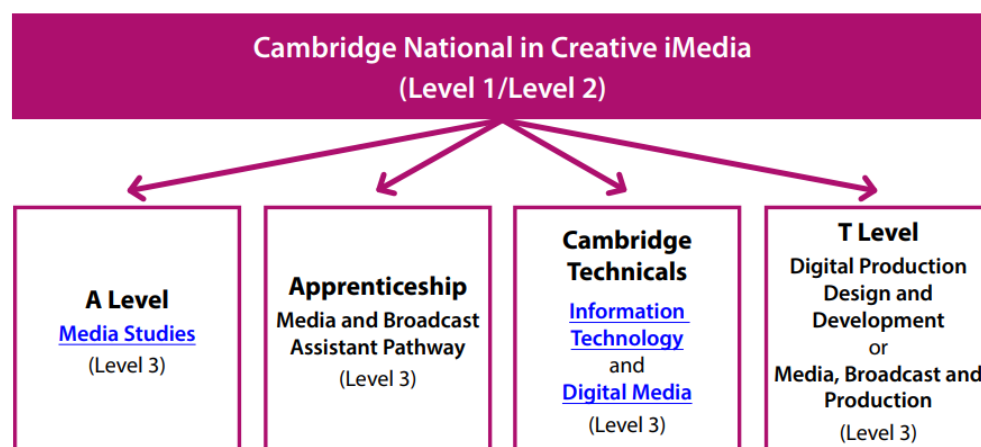 Cambridge National in Creative iMedia
(Level 1/Level 2)
A Level
Media Studies
(Level 3)
Apprenticeship
Media and Broadcast
Assistant Pathway
(Level 3)
Cambridge
Technicals
Information
Technology
and
Digital Media
(Level 3)
T Level
Digital Production
Design and
Development
or
Media, Broadcast and
Production
(Level 3)